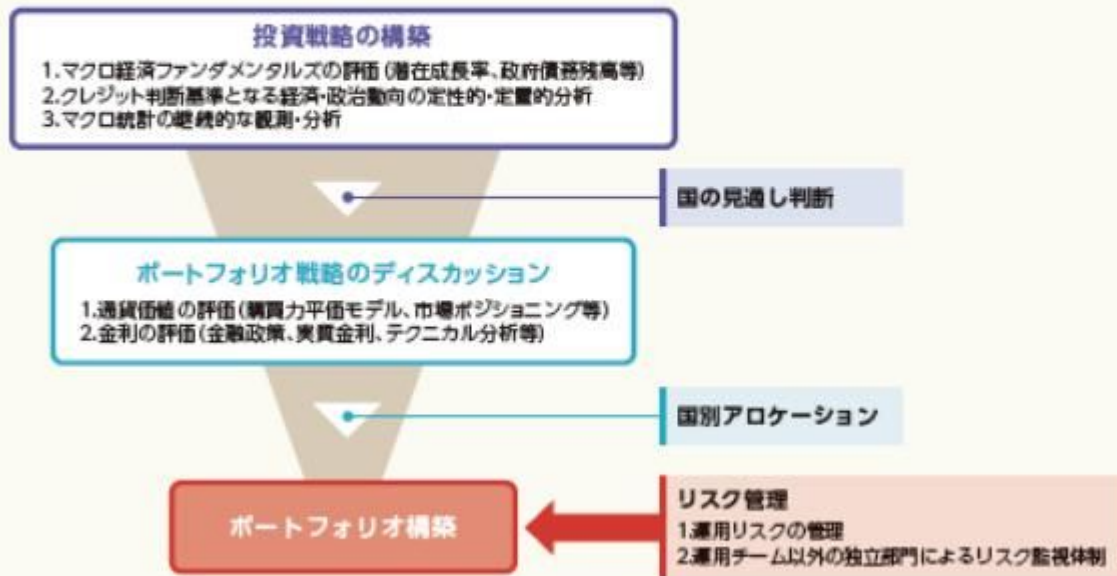 投資戦略の構築
1.マクロ経済ファンダメンタルズの評価(潜在成長率、政府債務残高等)
2.クレジット判断基準となる経済・政治動向の定性的・定量的分析
3.マクロ統計の継続的な観測・分析
国の見通し判断
ポートフォリオ戦略のディスカッション
1.通貨価値の評価(購買力平価モデル、市場ポジショニング等)
2.金利の評価(金融政策、実質金利、テクニカル分析等)
国別アロケーション
ポートフォリオ構築
リスク管理
1.運用リスクの管理
2.運用チーム以外の独立部門によるリスク監視体制